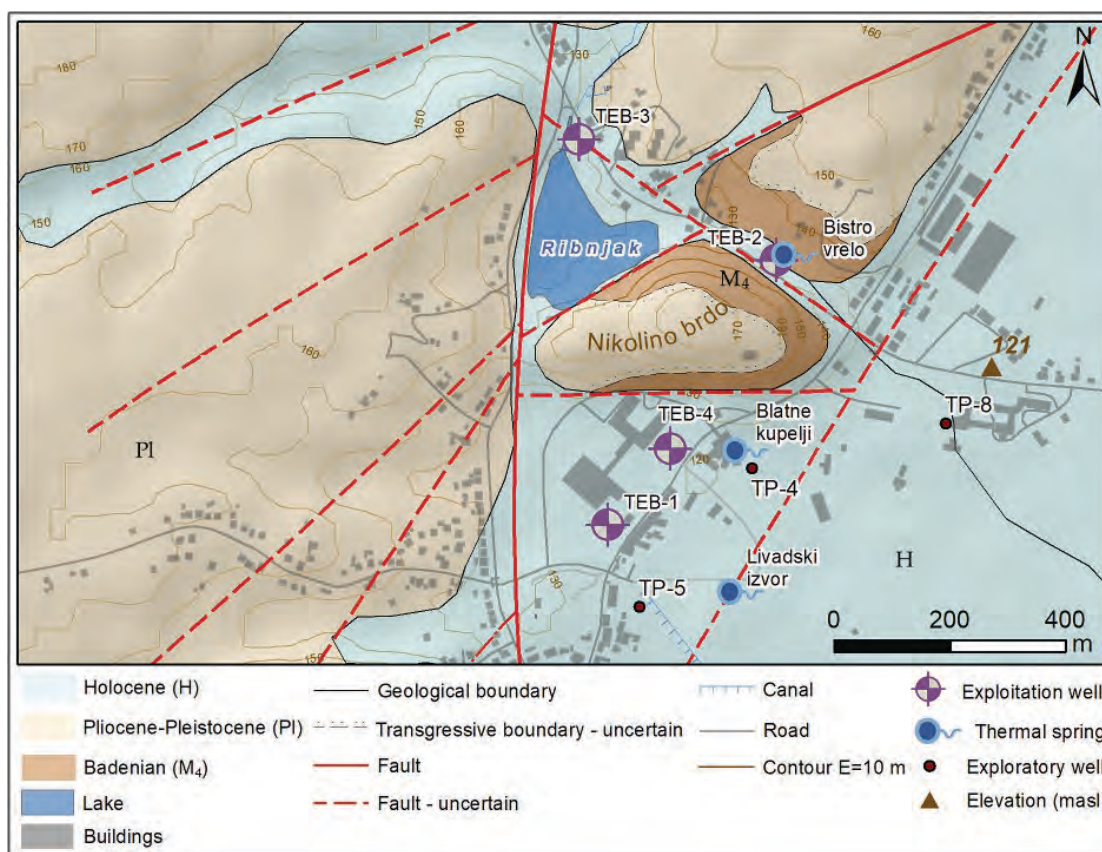 N
180
130
160
TEB-3
160
170
160
150
150
130
Ribnjak
TEB-2
Bistro
vrelo
M₄
Nikolino brdo
170
160
160
121
TP-8
TEB-4
Blatne
kupelji
120
TP-4
Pl
TEB-1
H
Livadski
izvor
TP-5
130
150
0 200 400
m
Holocene (H)
Pliocene-Pleistocene (Pl)
Badenian (M₄)
Lake
Buildings
Geological boundary
Transgressive boundary - uncertain
Fault
Fault - uncertain
Canal
Road
Contour E=10 m
Exploitation well
Thermal spring
Exploratory well
Elevation (masl